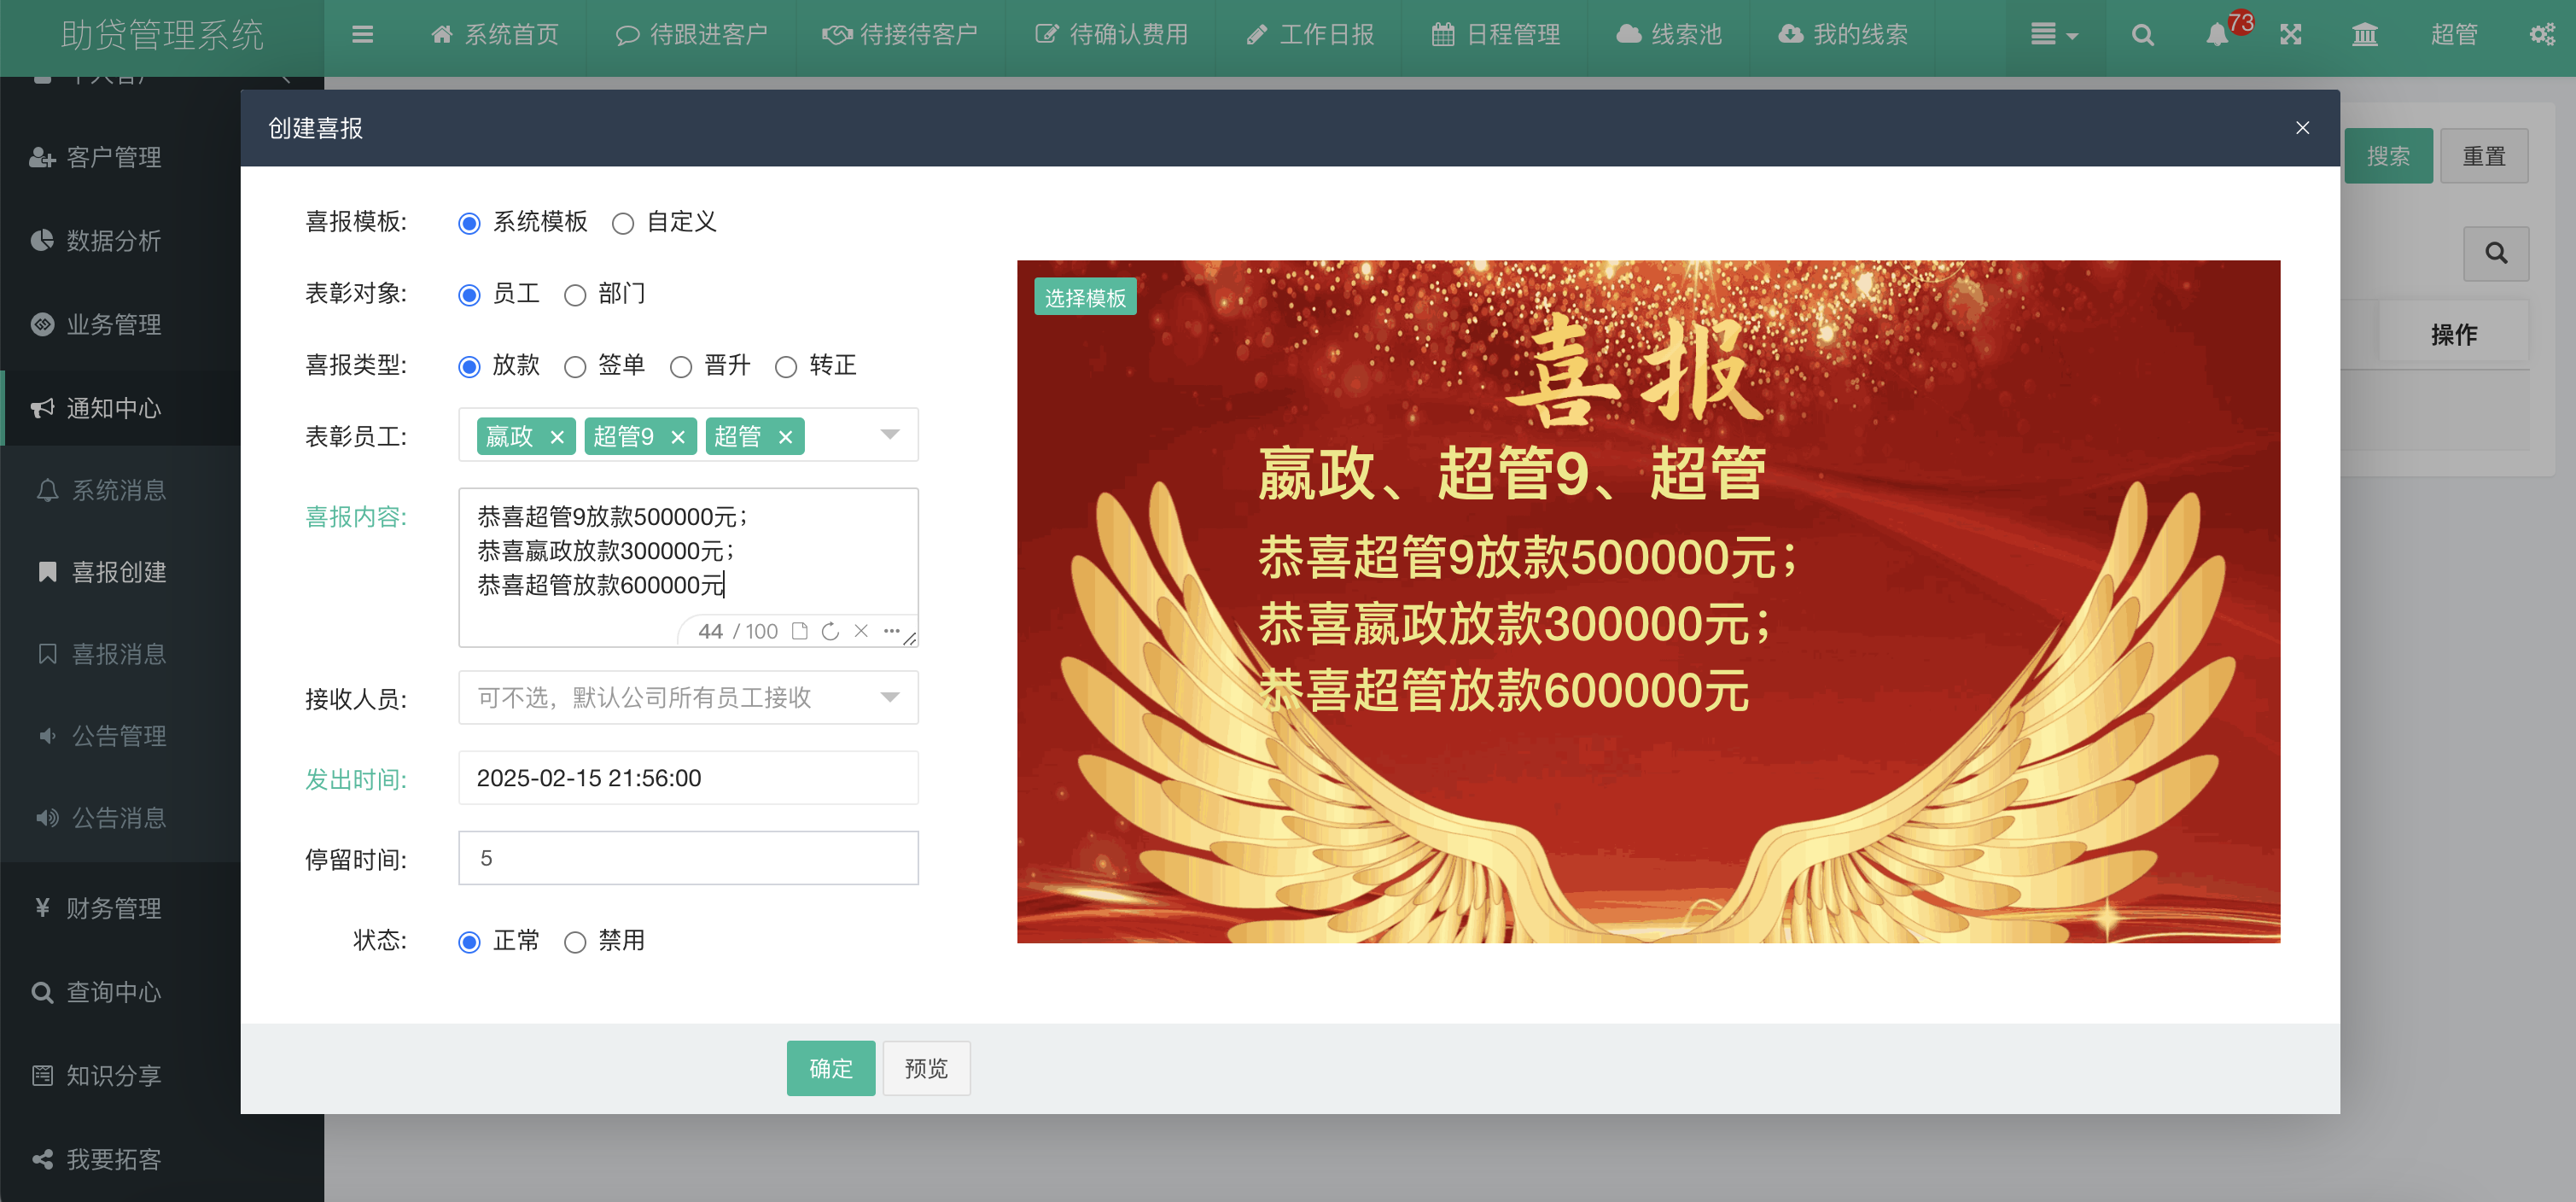 助贷管理系统
系统首页
待跟进客户
待接待客户
待确认费用
工作日报
日程管理
线索池
我的线索
73
超管
个人客户
客户管理
数据分析
业务管理
通知中心
系统消息
喜报创建
喜报消息
公告管理
公告消息
财务管理
查询中心
知识分享
我要拓客
搜索
重置
操作
创建喜报
喜报模板: 系统模板 自定义
表彰对象: 员工 部门
喜报类型: 放款 签单 晋升 转正
表彰员工: 嬴政 超管9 超管
喜报内容:
恭喜超管9放款500000元；
恭喜嬴政放款300000元；
恭喜超管放款600000元
44 / 100
接收人员: 可不选，默认公司所有员工接收
发出时间: 2025-02-15 21:56:00
停留时间: 5
状态: 正常 禁用
选择模板
喜报
嬴政、超管9、超管
恭喜超管9放款500000元；
恭喜嬴政放款300000元；
恭喜超管放款600000元
确定
预览